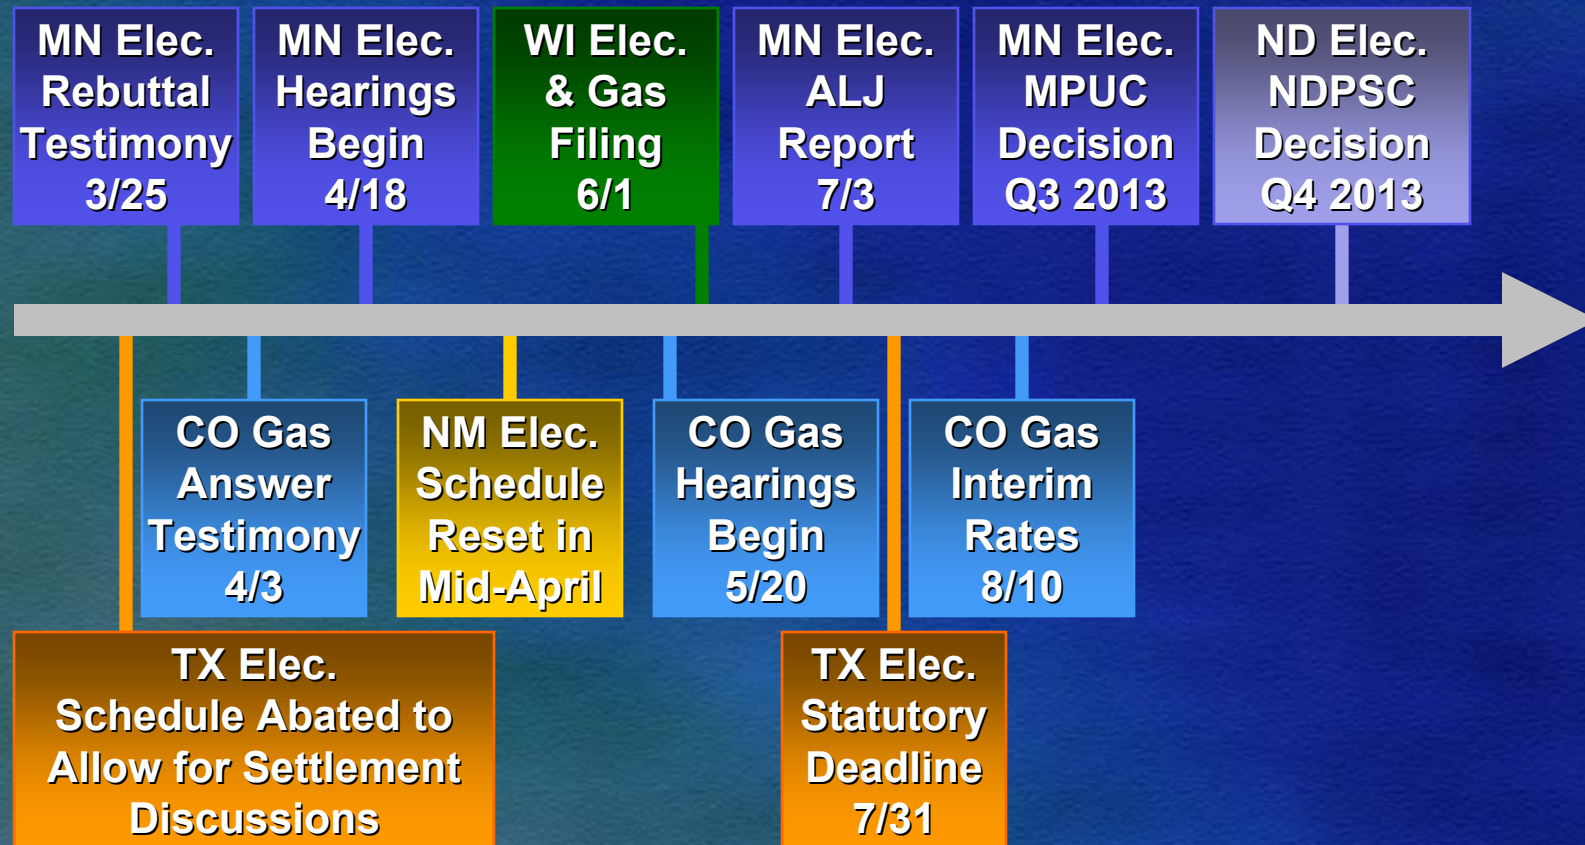 MN Elec.
Rebuttal
Testimony
3/25
MN Elec.
Hearings
Begin
4/18
WI Elec.
& Gas
Filing
6/1
MN Elec.
ALJ
Report
7/3
MN Elec.
MPUC
Decision
Q3 2013
ND Elec.
NDPSC
Decision
Q4 2013
CO Gas
Answer
Testimony
4/3
NM Elec.
Schedule
Reset in
Mid-April
CO Gas
Hearings
Begin
5/20
CO Gas
Interim
Rates
8/10
TX Elec.
Schedule Abated to
Allow for Settlement
Discussions
TX Elec.
Statutory
Deadline
7/31